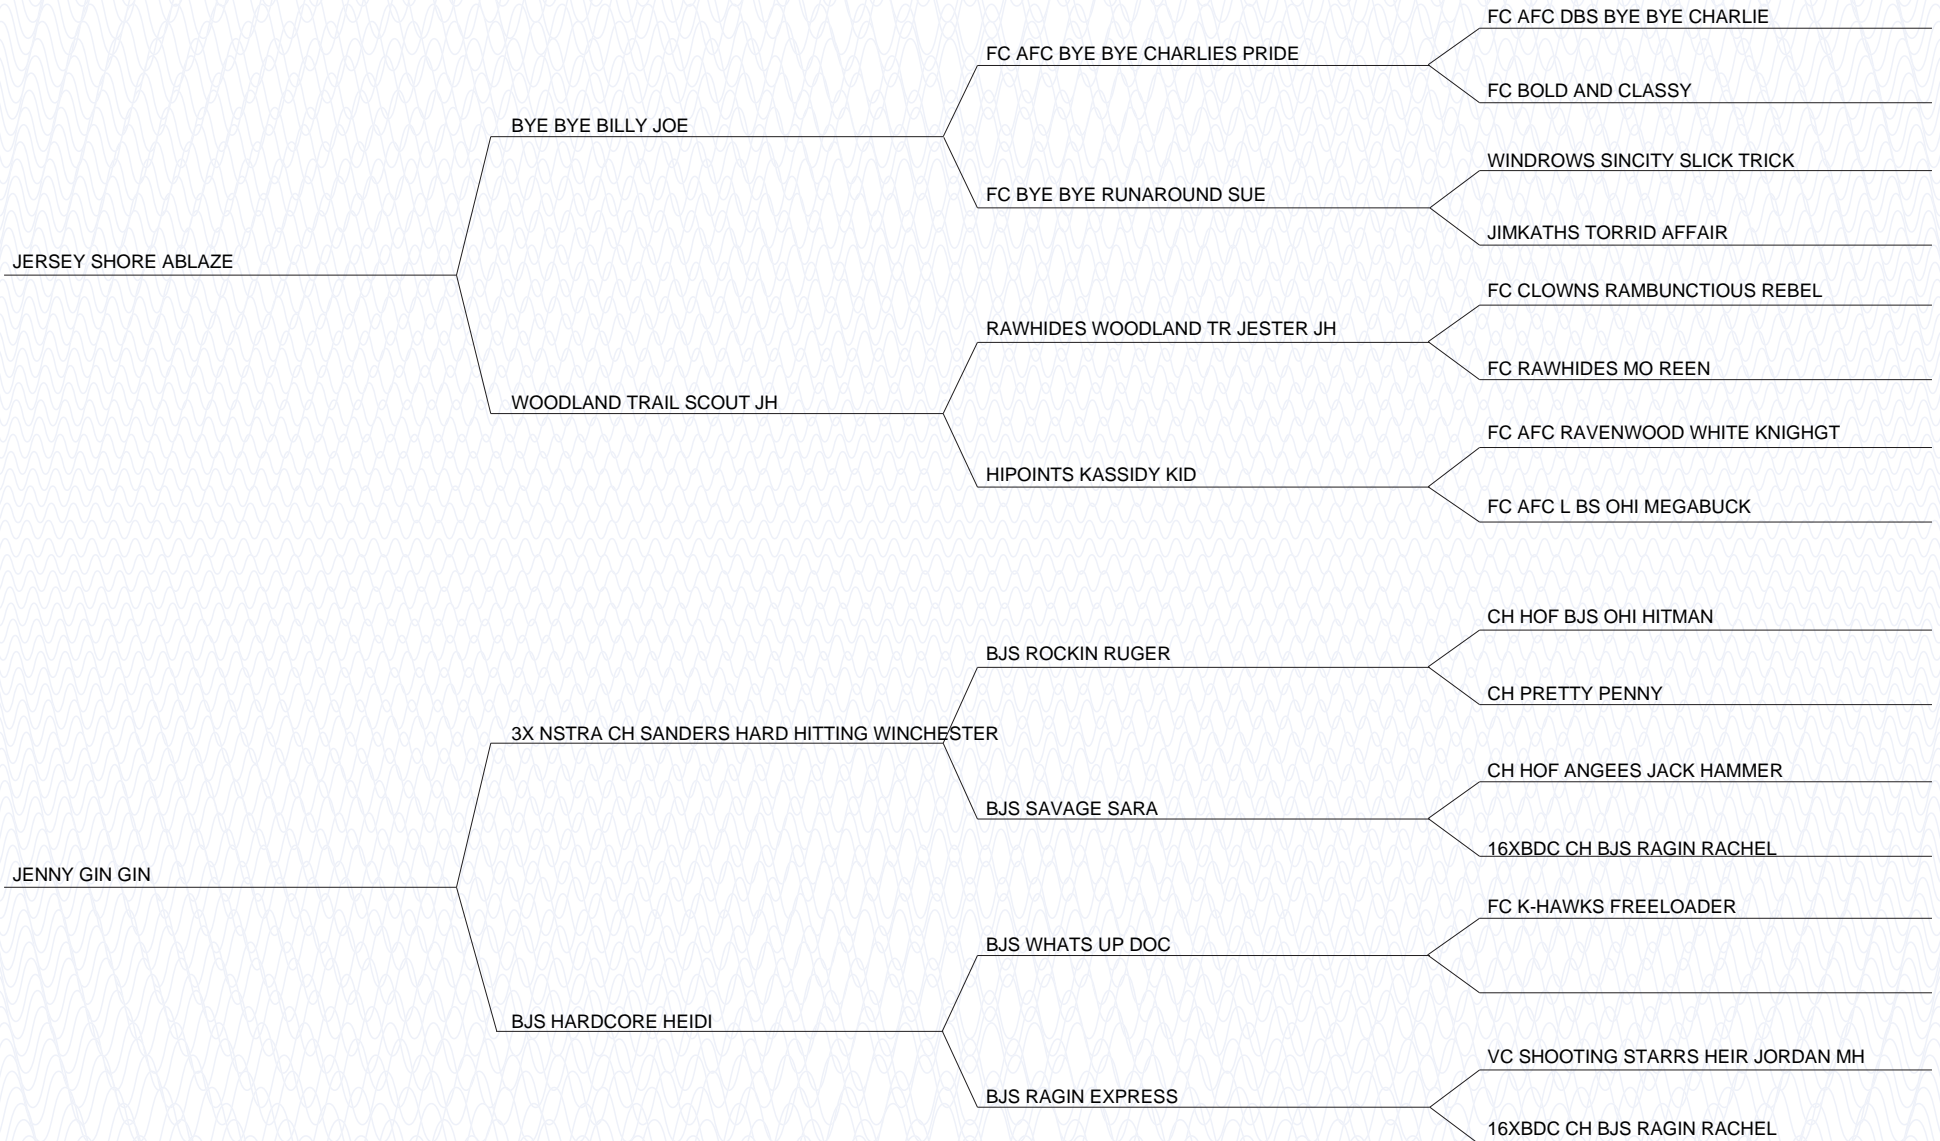 FC AFC DBS BYE BYE CHARLIE
FC AFC BYE BYE CHARLIES PRIDE
FC BOLD AND CLASSY
BYE BYE BILLY JOE
WINDROWS SINCITY SLICK TRICK
FC BYE BYE RUNAROUND SUE
JIMKATHS TORRID AFFAIR
JERSEY SHORE ABLAZE
FC CLOWNS RAMBUNCTIOUS REBEL
RAWHIDES WOODLAND TR JESTER JH
FC RAWHIDES MO REEN
WOODLAND TRAIL SCOUT JH
FC AFC RAVENWOOD WHITE KNIGHGT
HIPOINTS KASSIDY KID
FC AFC L BS OHI MEGABUCK
CH HOF BJS OHI HITMAN
BJS ROCKIN RUGER
CH PRETTY PENNY
3X NSTRA CH SANDERS HARD HITTING WINCHESTER
CH HOF ANGEES JACK HAMMER
BJS SAVAGE SARA
16XBDC CH BJS RAGIN RACHEL
JENNY GIN GIN
FC K-HAWKS FREELOADER
BJS WHATS UP DOC
BJS HARDCORE HEIDI
VC SHOOTING STARRS HEIR JORDAN MH
BJS RAGIN EXPRESS
16XBDC CH BJS RAGIN RACHEL